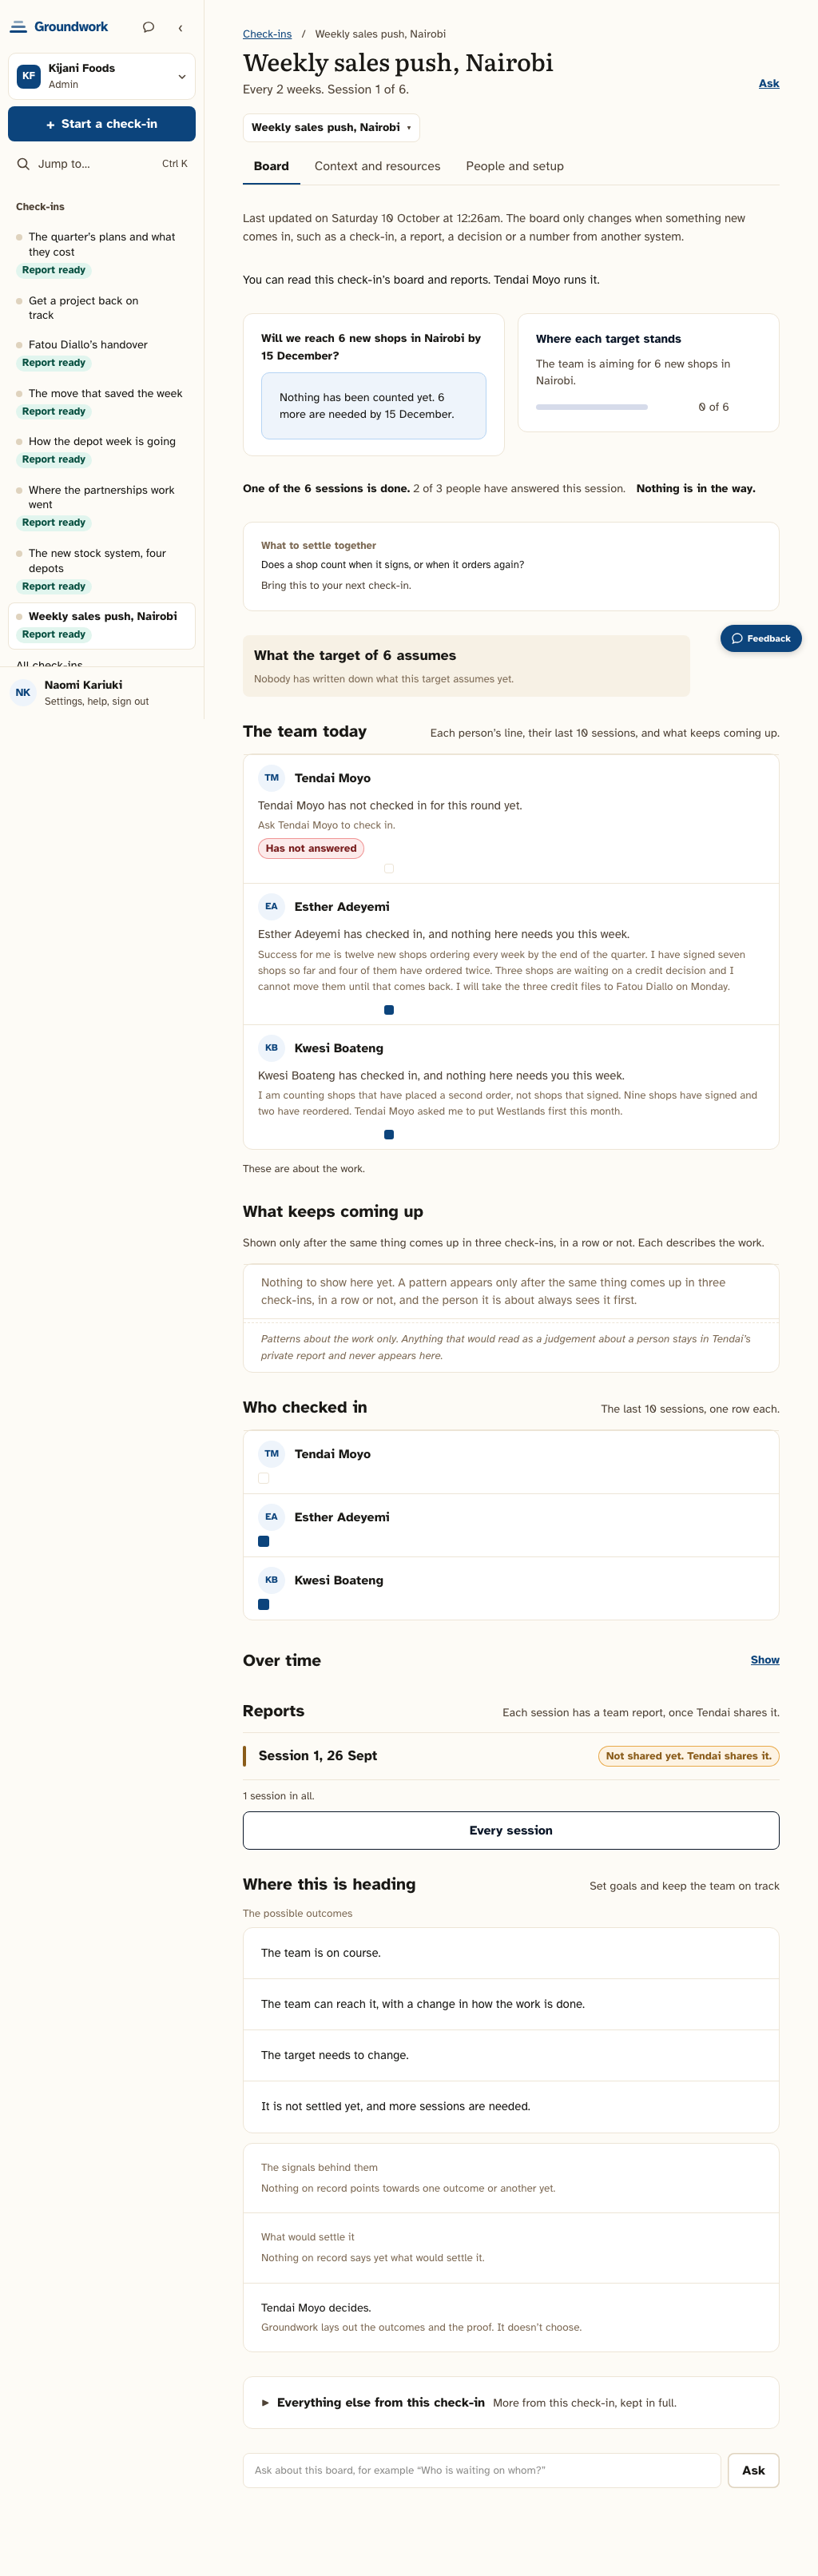 Groundwork
KF
Kijani Foods
Admin
+ Start a check-in
Jump to...
Ctrl K
Check-ins
The quarter's plans and what
they cost
Report ready
Get a project back on
track
Fatou Diallo's handover
Report ready
The move that saved the week
Report ready
How the depot week is going
Report ready
Where the partnerships work
went
Report ready
The new stock system, four
depots
Report ready
Weekly sales push, Nairobi
Report ready
All check-ins
NK
Naomi Kariuki
Settings, help, sign out
Check-ins / Weekly sales push, Nairobi
Weekly sales push, Nairobi
Every 2 weeks. Session 1 of 6.
Ask
Weekly sales push, Nairobi
Board
Context and resources
People and setup
Last updated on Saturday 10 October at 12:26am. The board only changes when something new
comes in, such as a check-in, a report, a decision or a number from another system.
You can read this check-in's board and reports. Tendai Moyo runs it.
Will we reach 6 new shops in Nairobi by
15 December?
Nothing has been counted yet. 6
more are needed by 15 December.
Where each target stands
The team is aiming for 6 new shops in
Nairobi.
0 of 6
One of the 6 sessions is done. 2 of 3 people have answered this session. Nothing is in the way.
What to settle together
Does a shop count when it signs, or when it orders again?
Bring this to your next check-in.
Feedback
What the target of 6 assumes
Nobody has written down what this target assumes yet.
The team today
Each person's line, their last 10 sessions, and what keeps coming up.
TM
Tendai Moyo
Tendai Moyo has not checked in for this round yet.
Ask Tendai Moyo to check in.
Has not answered
EA
Esther Adeyemi
Esther Adeyemi has checked in, and nothing here needs you this week.
Success for me is twelve new shops ordering every week by the end of the quarter. I have signed seven
shops so far and four of them have ordered twice. Three shops are waiting on a credit decision and I
cannot move them until that comes back. I will take the three credit files to Fatou Diallo on Monday.
KB
Kwesi Boateng
Kwesi Boateng has checked in, and nothing here needs you this week.
I am counting shops that have placed a second order, not shops that signed. Nine shops have signed and
two have reordered. Tendai Moyo asked me to put Westlands first this month.
These are about the work.
What keeps coming up
Shown only after the same thing comes up in three check-ins, in a row or not. Each describes the work.
Nothing to show here yet. A pattern appears only after the same thing comes up in three
check-ins, in a row or not, and the person it is about always sees it first.
Patterns about the work only. Anything that would read as a judgement about a person stays in Tendai's
private report and never appears here.
Who checked in
The last 10 sessions, one row each.
TM
Tendai Moyo
EA
Esther Adeyemi
KB
Kwesi Boateng
Over time
Show
Reports
Each session has a team report, once Tendai shares it.
Session 1, 26 Sept
Not shared yet. Tendai shares it.
1 session in all.
Every session
Where this is heading
Set goals and keep the team on track
The possible outcomes
The team is on course.
The team can reach it, with a change in how the work is done.
The target needs to change.
It is not settled yet, and more sessions are needed.
The signals behind them
Nothing on record points towards one outcome or another yet.
What would settle it
Nothing on record says yet what would settle it.
Tendai Moyo decides.
Groundwork lays out the outcomes and the proof. It doesn't choose.
Everything else from this check-in More from this check-in, kept in full.
Ask about this board, for example “Who is waiting on whom?”
Ask